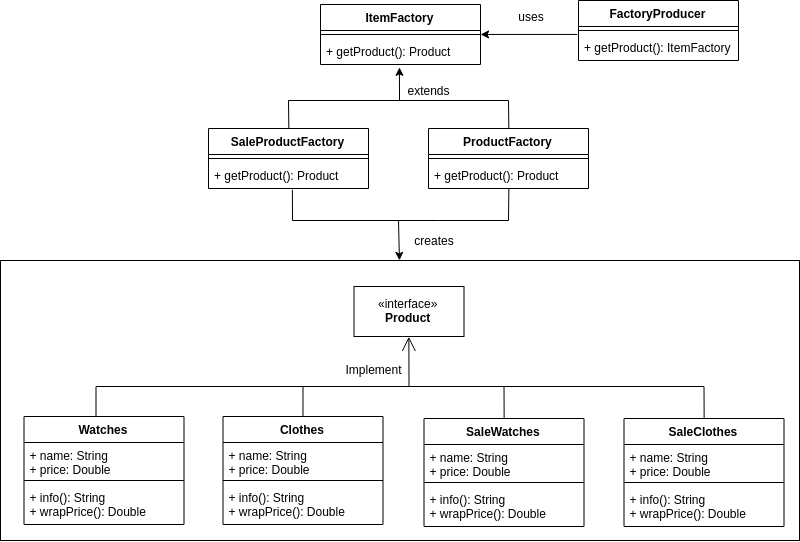 ItemFactory
+ getProduct(): Product
uses
FactoryProducer
+ getProduct(): ItemFactory
extends
SaleProductFactory
+ getProduct(): Product
ProductFactory
+ getProduct(): Product
creates
«interface»
Product
Implement
Watches
+ name: String
+ price: Double
+ info(): String
+ wrapPrice(): Double
Clothes
+ name: String
+ price: Double
+ info(): String
+ wrapPrice(): Double
SaleWatches
+ name: String
+ price: Double
+ info(): String
+ wrapPrice(): Double
SaleClothes
+ name: String
+ price: Double
+ info(): String
+ wrapPrice(): Double